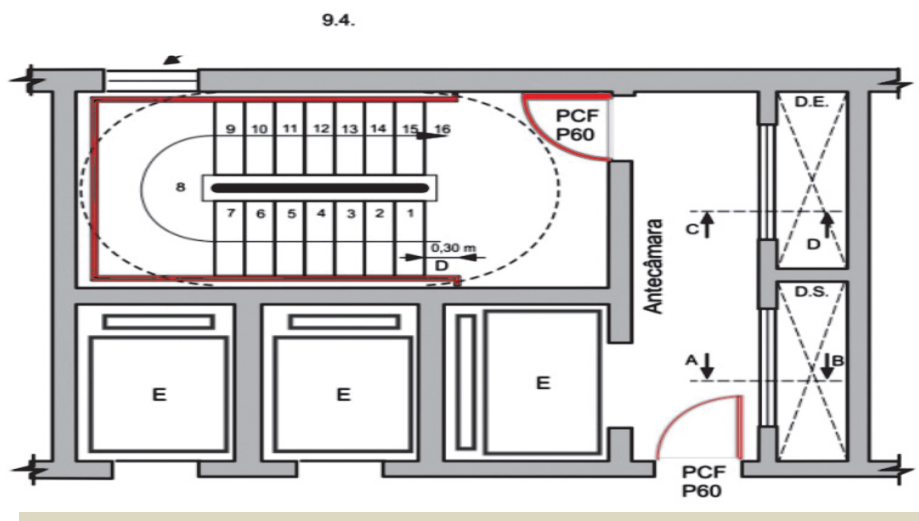 9.4.
D.E.
PCF
P60
9 10 11 12 13 14 15 16
8
7 6 5 4 3 2 1
C D
0,30 m
D
Antecâmara
D.S.
A B
E E E
PCF
P60